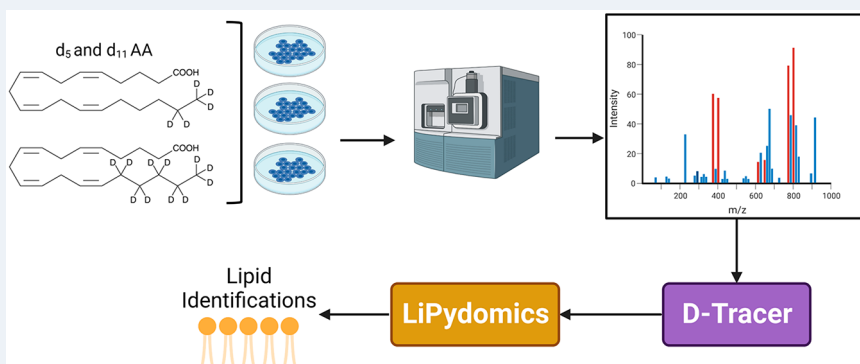 d5 and d11 AA
COOH
D
D
D
D
D
COOH
D D D
D
D
D
D D
D D
D
Intensity
100
80
60
40
20
0
200 400 600 800 1000
m/z
D-Tracer
LiPydomics
Lipid
Identifications